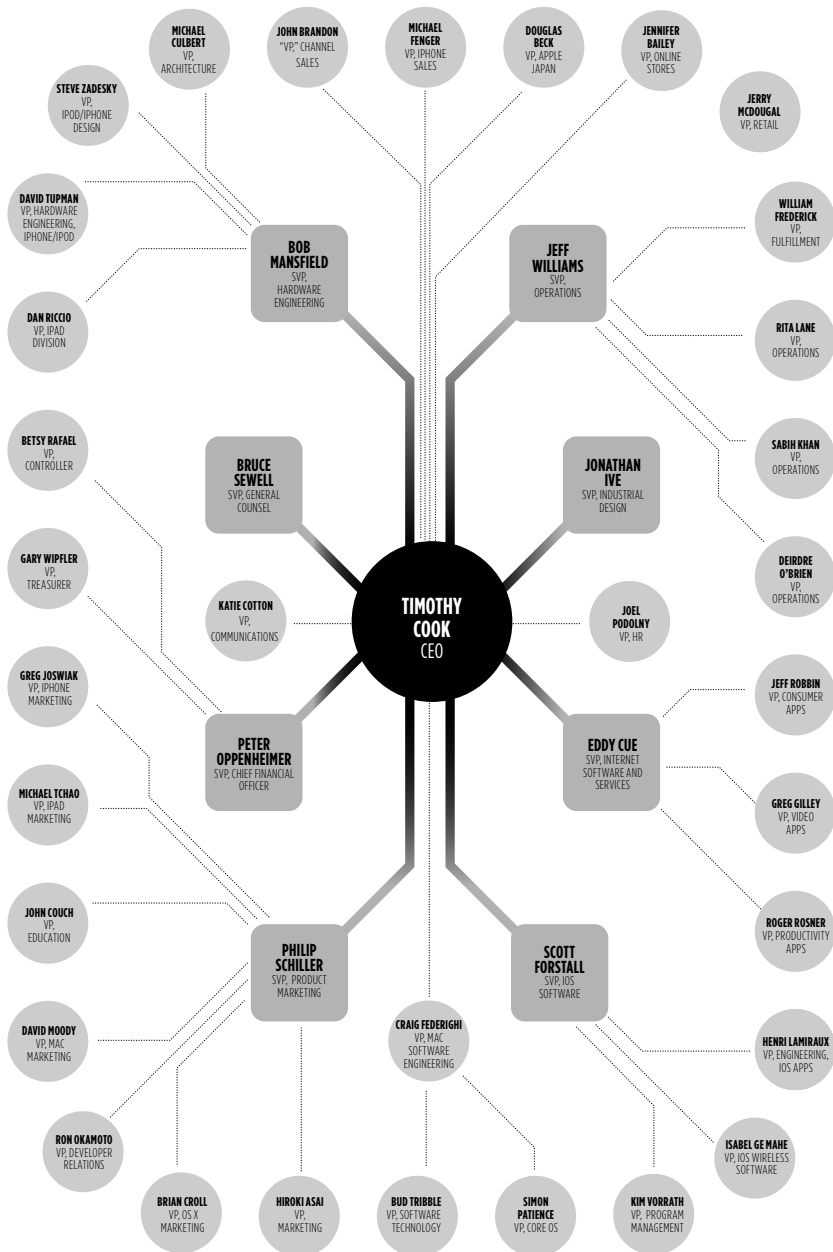 MICHAEL
CULBERT
VP,
ARCHITECTURE
JOHN BRANDON
"VP," CHANNEL
SALES
MICHAEL
FENGER
VP, IPHONE
SALES
DOUGLAS
BECK
VP, APPLE
JAPAN
JENNIFER
BAILEY
VP, ONLINE
STORES
STEVE ZADESKY
VP,
IPOD/IPHONE
DESIGN
JERRY
MCDOUGAL
VP, RETAIL
DAVID TUPMAN
VP, HARDWARE
ENGINEERING,
IPHONE/IPOD
BOB
MANSFIELD
SVP,
HARDWARE
ENGINEERING
JEFF
WILLIAMS
SVP,
OPERATIONS
WILLIAM
FREDERICK
VP,
FULFILLMENT
DAN RICCIO
VP, IPAD
DIVISION
RITA LANE
VP,
OPERATIONS
BETSY RAFAEL
VP,
CONTROLLER
BRUCE
SEWELL
SVP, GENERAL
COUNSEL
JONATHAN
IVE
SVP, INDUSTRIAL
DESIGN
SABIH KHAN
VP,
OPERATIONS
GARY WIPFLER
VP,
TREASURER
DEIRDRE
O'BRIEN
VP,
OPERATIONS
KATIE COTTON
VP,
COMMUNICATIONS
TIMOTHY
COOK
CEO
JOEL
PODOLNY
VP, HR
GREG JOSWIAK
VP, IPHONE
MARKETING
JEFF ROBBIN
VP, CONSUMER
APPS
PETER
OPPENHEIMER
SVP, CHIEF FINANCIAL
OFFICER
EDDY CUE
SVP, INTERNET
SOFTWARE AND
SERVICES
MICHAEL TCHAO
VP, IPAD
MARKETING
GREG GILLEY
VP, VIDEO
APPS
JOHN COUCH
VP,
EDUCATION
ROGER ROSNER
VP, PRODUCTIVITY
APPS
PHILIP
SCHILLER
SVP, PRODUCT
MARKETING
SCOTT
FORSTALL
SVP, IOS
SOFTWARE
DAVID MOODY
VP, MAC
MARKETING
CRAIG FEDERIGHI
VP, MAC
SOFTWARE
ENGINEERING
HENRI LAMIRAUX
VP, ENGINEERING,
IOS APPS
RON OKAMOTO
VP, DEVELOPER
RELATIONS
ISABEL GE MAHE
VP, IOS WIRELESS
SOFTWARE
BRIAN CROLL
VP, OS X
MARKETING
HIROKI ASAI
VP,
MARKETING
BUD TRIBBLE
VP, SOFTWARE
TECHNOLOGY
SIMON
PATIENCE
VP, CORE OS
KIM VORRATH
VP, PROGRAM
MANAGEMENT